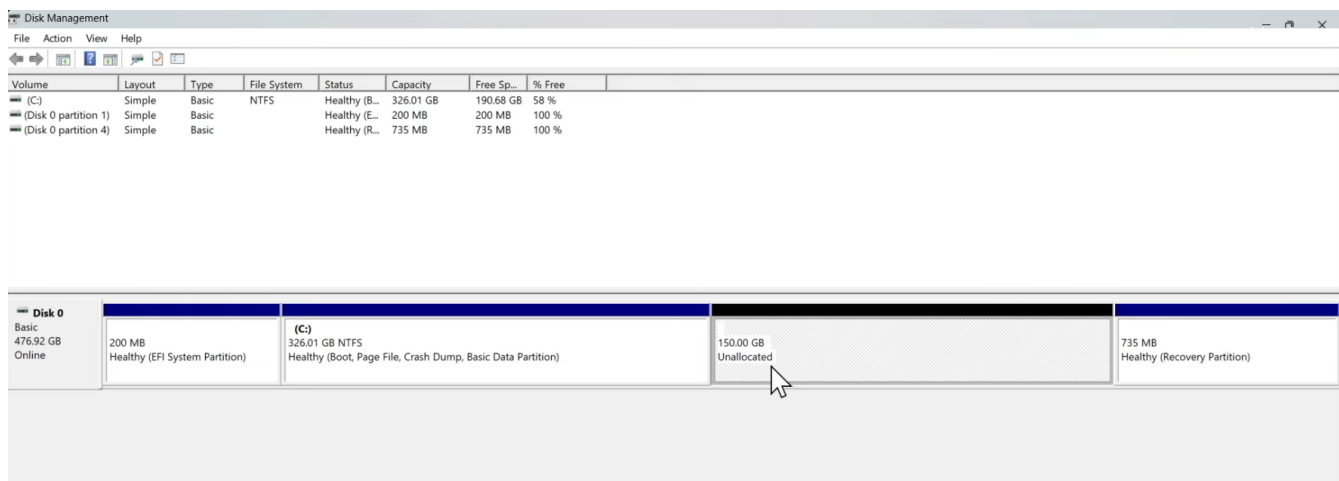 Disk Management
File Action View Help
Volume Layout Type File System Status Capacity Free Sp... % Free
(C:) Simple Basic NTFS Healthy (B... 326.01 GB 190.68 GB 58 %
(Disk 0 partition 1) Simple Basic Healthy (E... 200 MB 200 MB 100 %
(Disk 0 partition 4) Simple Basic Healthy (R... 735 MB 735 MB 100 %
Disk 0
Basic
476.92 GB
Online
200 MB
Healthy (EFI System Partition)
(C:)
326.01 GB NTFS
Healthy (Boot, Page File, Crash Dump, Basic Data Partition)
150.00 GB
Unallocated
735 MB
Healthy (Recovery Partition)